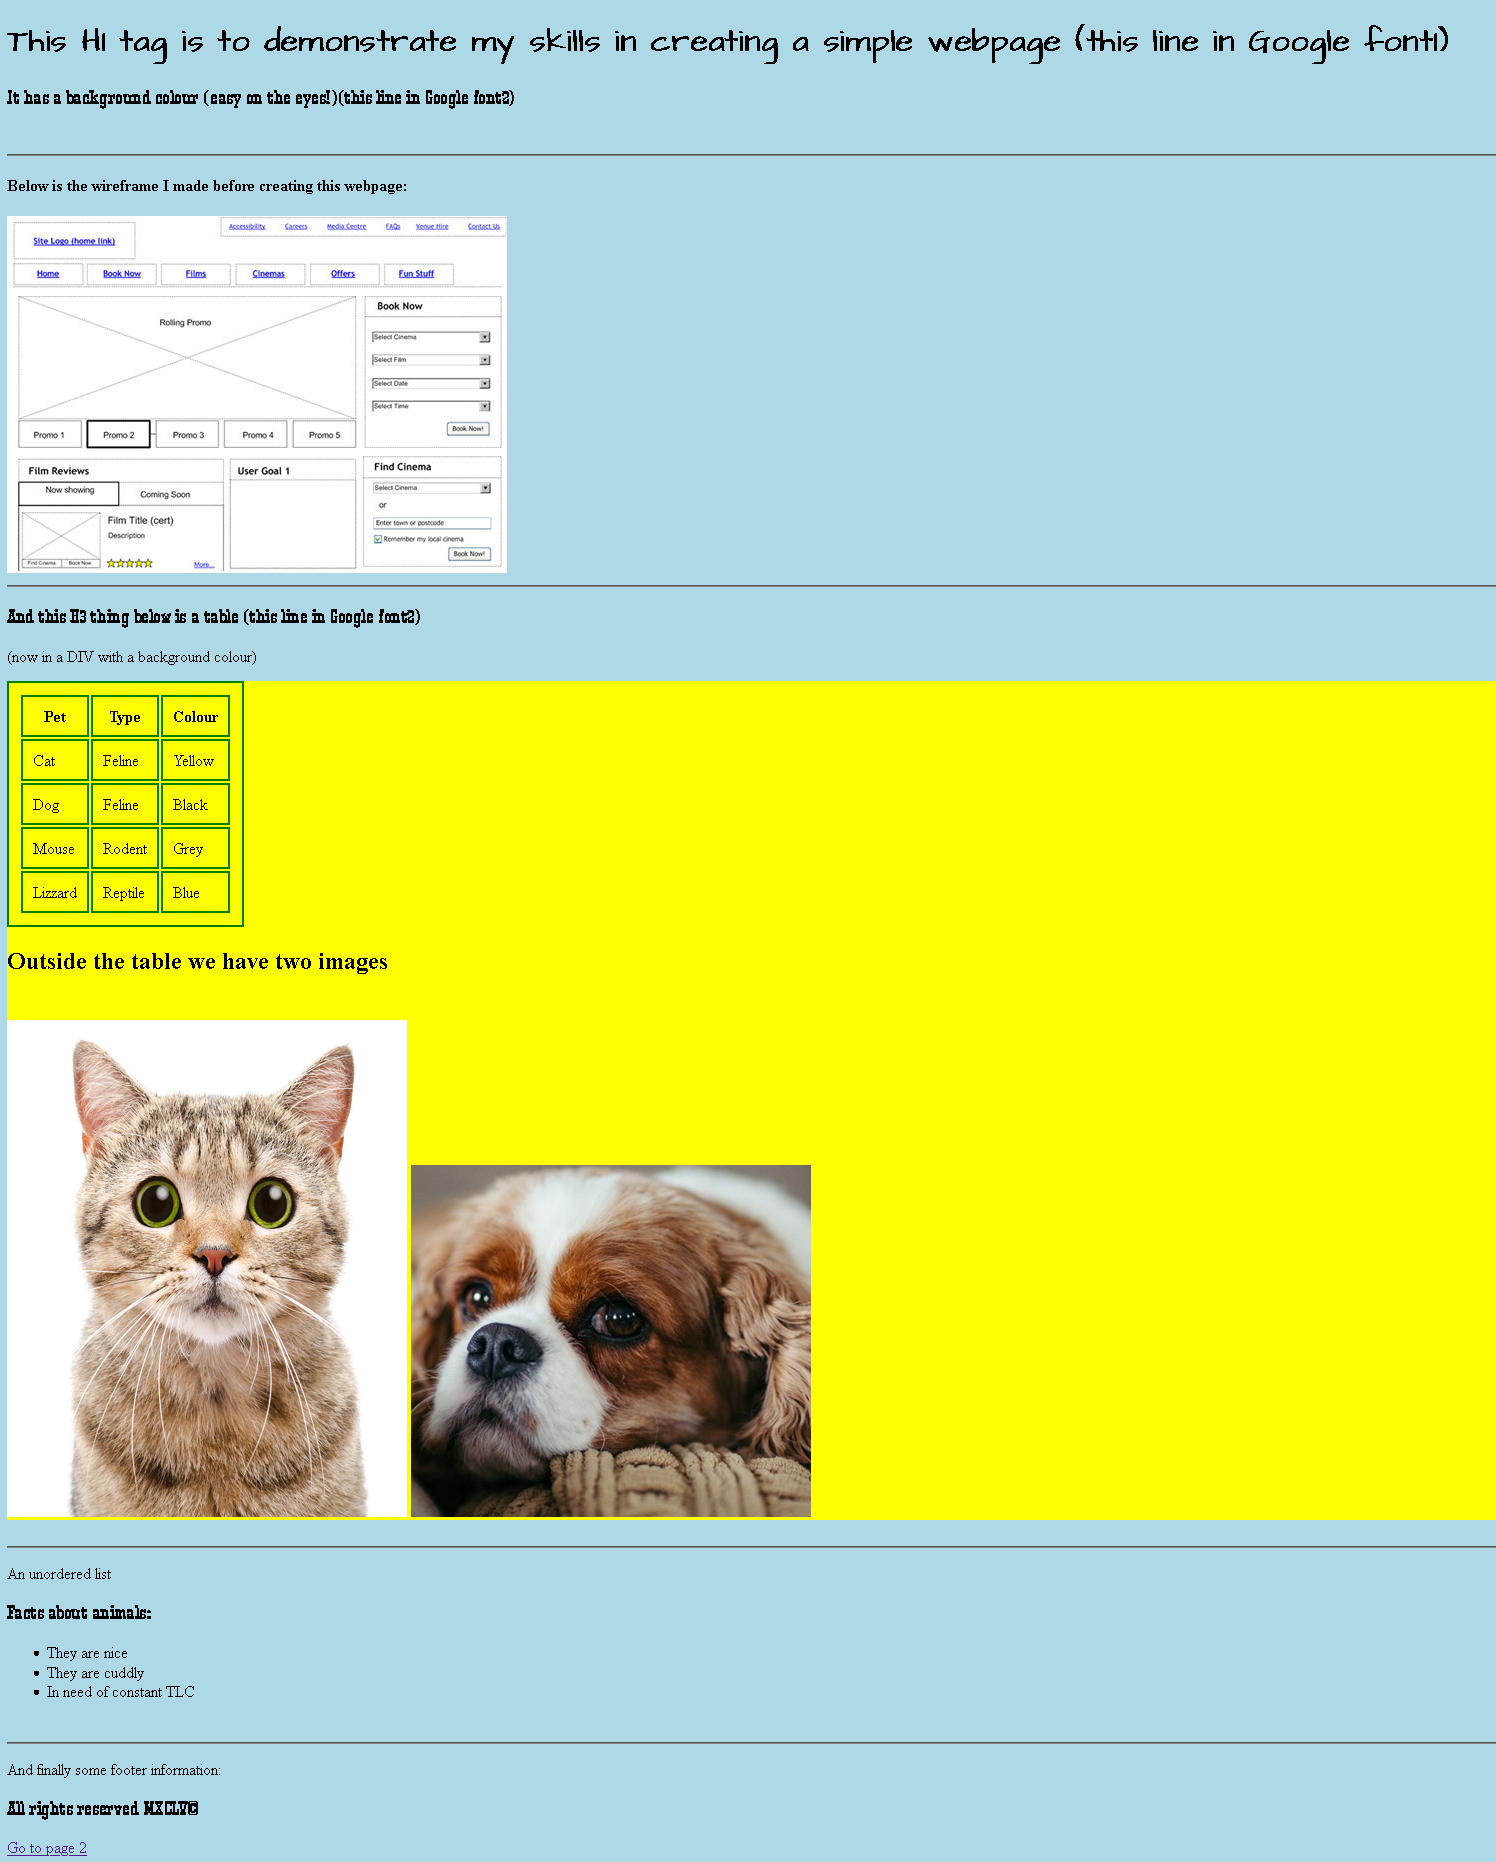 This H1 tag is to demonstrate my skills in creating a simple webpage (this line in Google font1)
It has a background colour (easy on the eyes!)(this line in Google font2)
Below is the wireframe I made before creating this webpage:
Accessibility Careers Media Centre FAQs Venue Hire Contact Us
Site Logo (home link)
Home Book Now Films Cinemas Offers Fun Stuff
Rolling Promo
Promo 1 Promo 2 Promo 3 Promo 4 Promo 5
Book Now
Select Cinema
Select Film
Select Date
Select Time
Book Now!
Film Reviews
Now showing Coming Soon
Film Title (cert)
Description
Find Cinema Book Now
More...
User Goal 1
Find Cinema
Select Cinema
or
Enter town or postcode
Remember my local cinema
Book Now!
And this H3 thing below is a table (this line in Google font2)
(now in a DIV with a background colour)
Pet Type Colour
Cat Feline Yellow
Dog Feline Black
Mouse Rodent Grey
Lizzard Reptile Blue
Outside the table we have two images
An unordered list
Facts about animals:
They are nice
They are cuddly
In need of constant TLC
And finally some footer information:
All rights reserved MXCLV©
Go to page 2